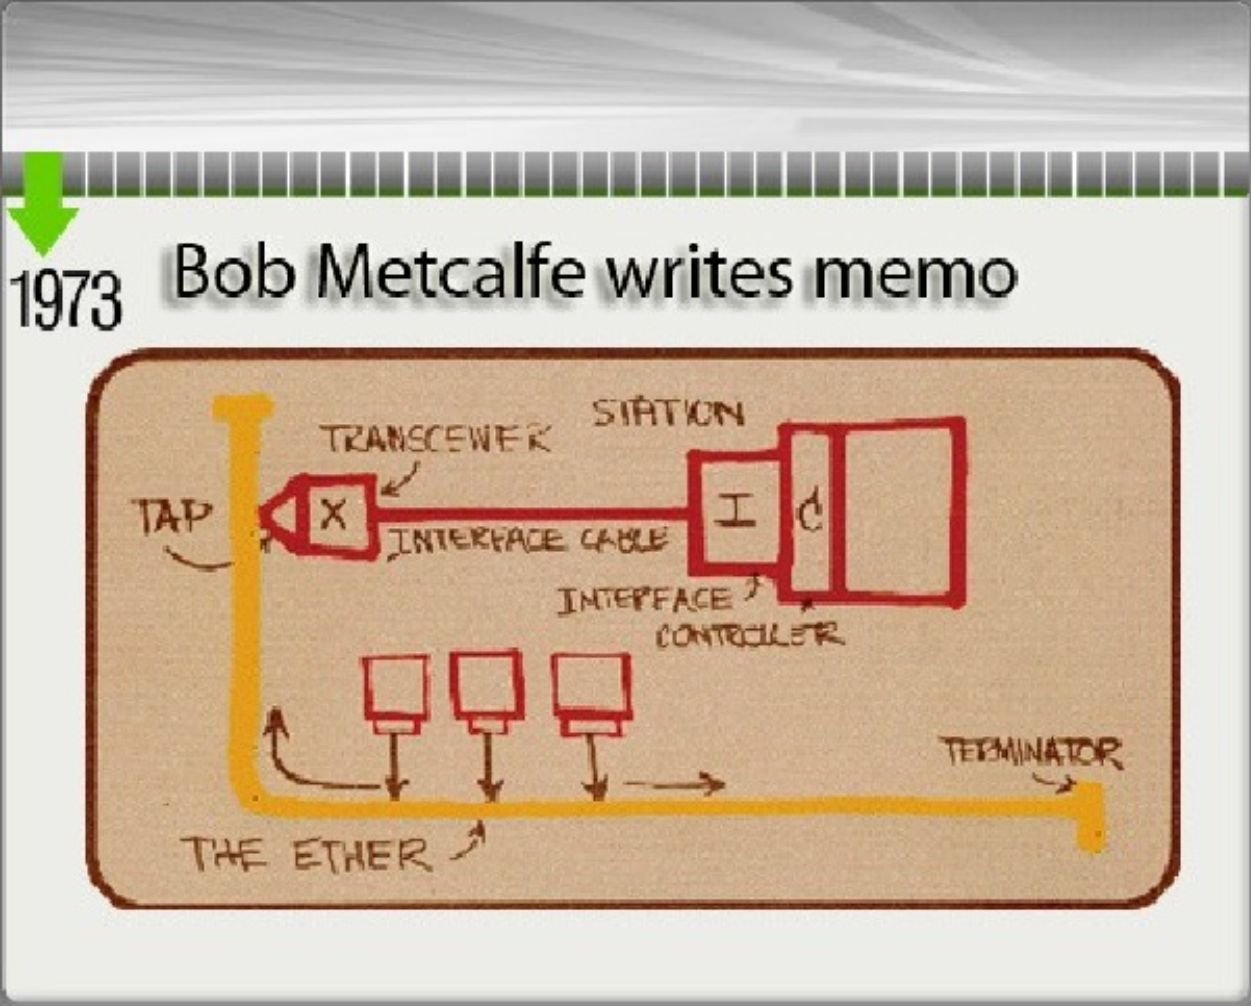 1973
Bob Metcalfe writes memo
STATION
TRANSCEIVER
TAP
X
I
C
INTERFACE CABLE
INTERFACE
CONTROLLER
TERMINATOR
THE ETHER